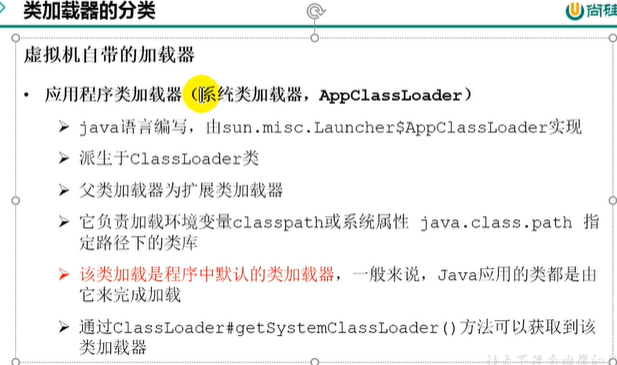 类加载器的分类
尚硅
虚拟机自带的加载器
• 应用程序类加载器（系统类加载器，AppClassLoader）
➢ java语言编写，由sun.misc.Launcher$AppClassLoader实现
➢ 派生于ClassLoader类
➢ 父类加载器为扩展类加载器
➢ 它负责加载环境变量classpath或系统属性 java.class.path 指
定路径下的类库
➢ 该类加载是程序中默认的类加载器，一般来说，Java应用的类都是由
它来完成加载
➢ 通过ClassLoader#getSystemClassLoader()方法可以获取到该
类加载器